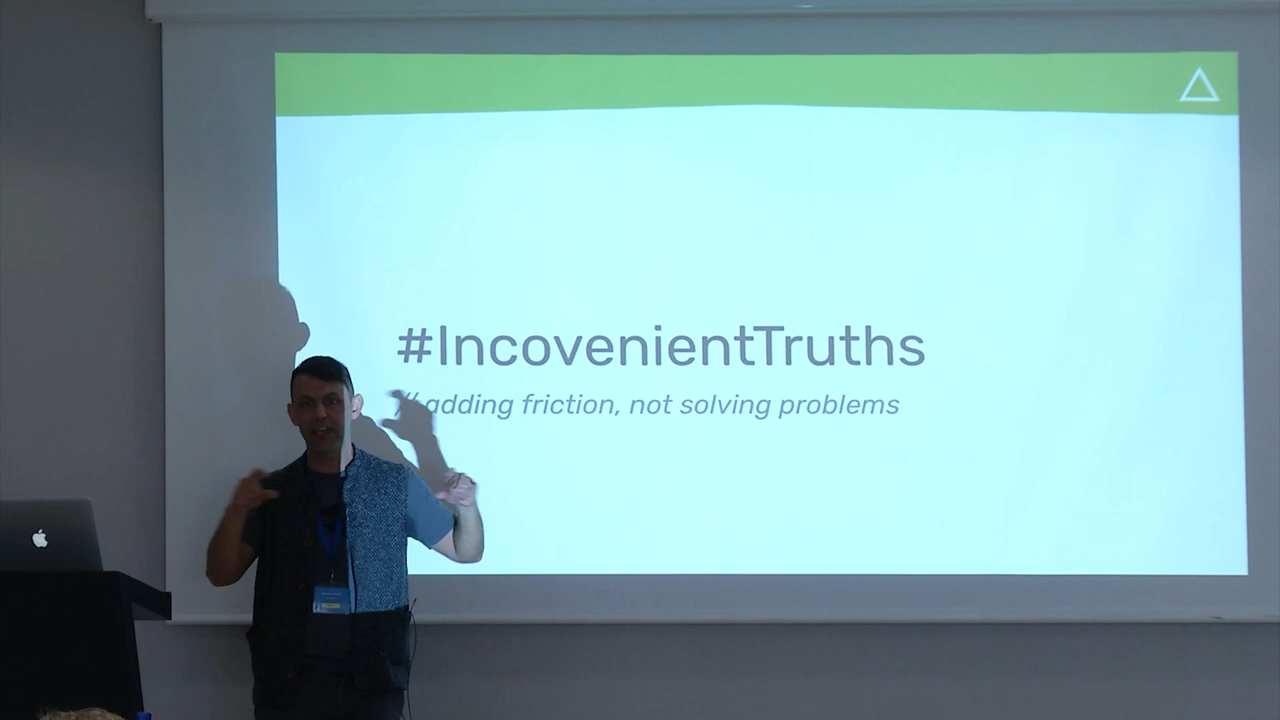 #IncovenientTruths
// adding friction, not solving problems